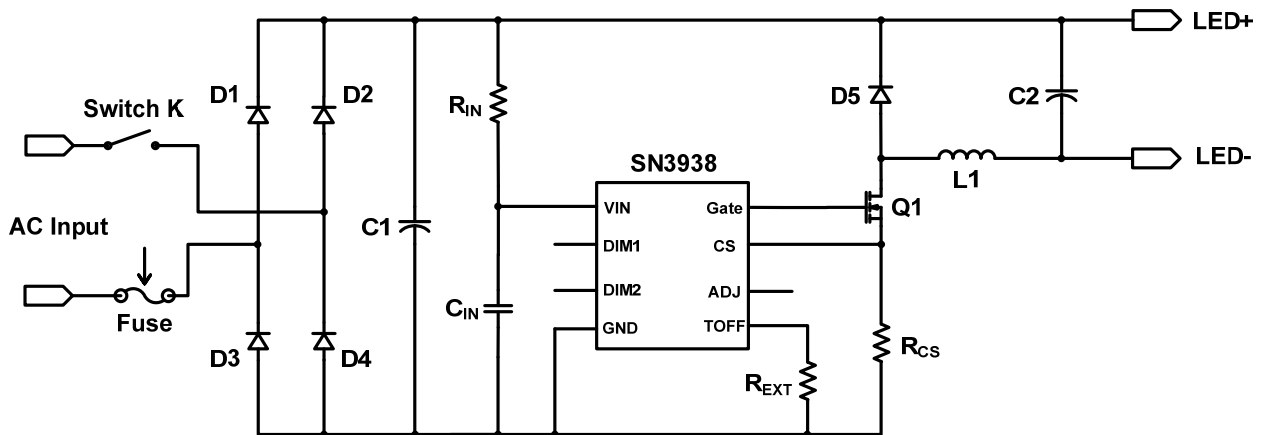 LED+
D1
D2
D5
C2
Switch K
RIN
SN3938
LED-
L1
VIN
Gate
Q1
AC Input
C1
DIM1
CS
DIM2
ADJ
CIN
Fuse
GND
TOFF
D3
D4
RCS
REXT